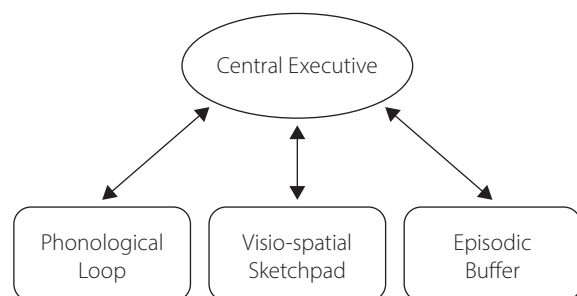 Central Executive
Phonological
Loop
Visio-spatial
Sketchpad
Episodic
Buffer